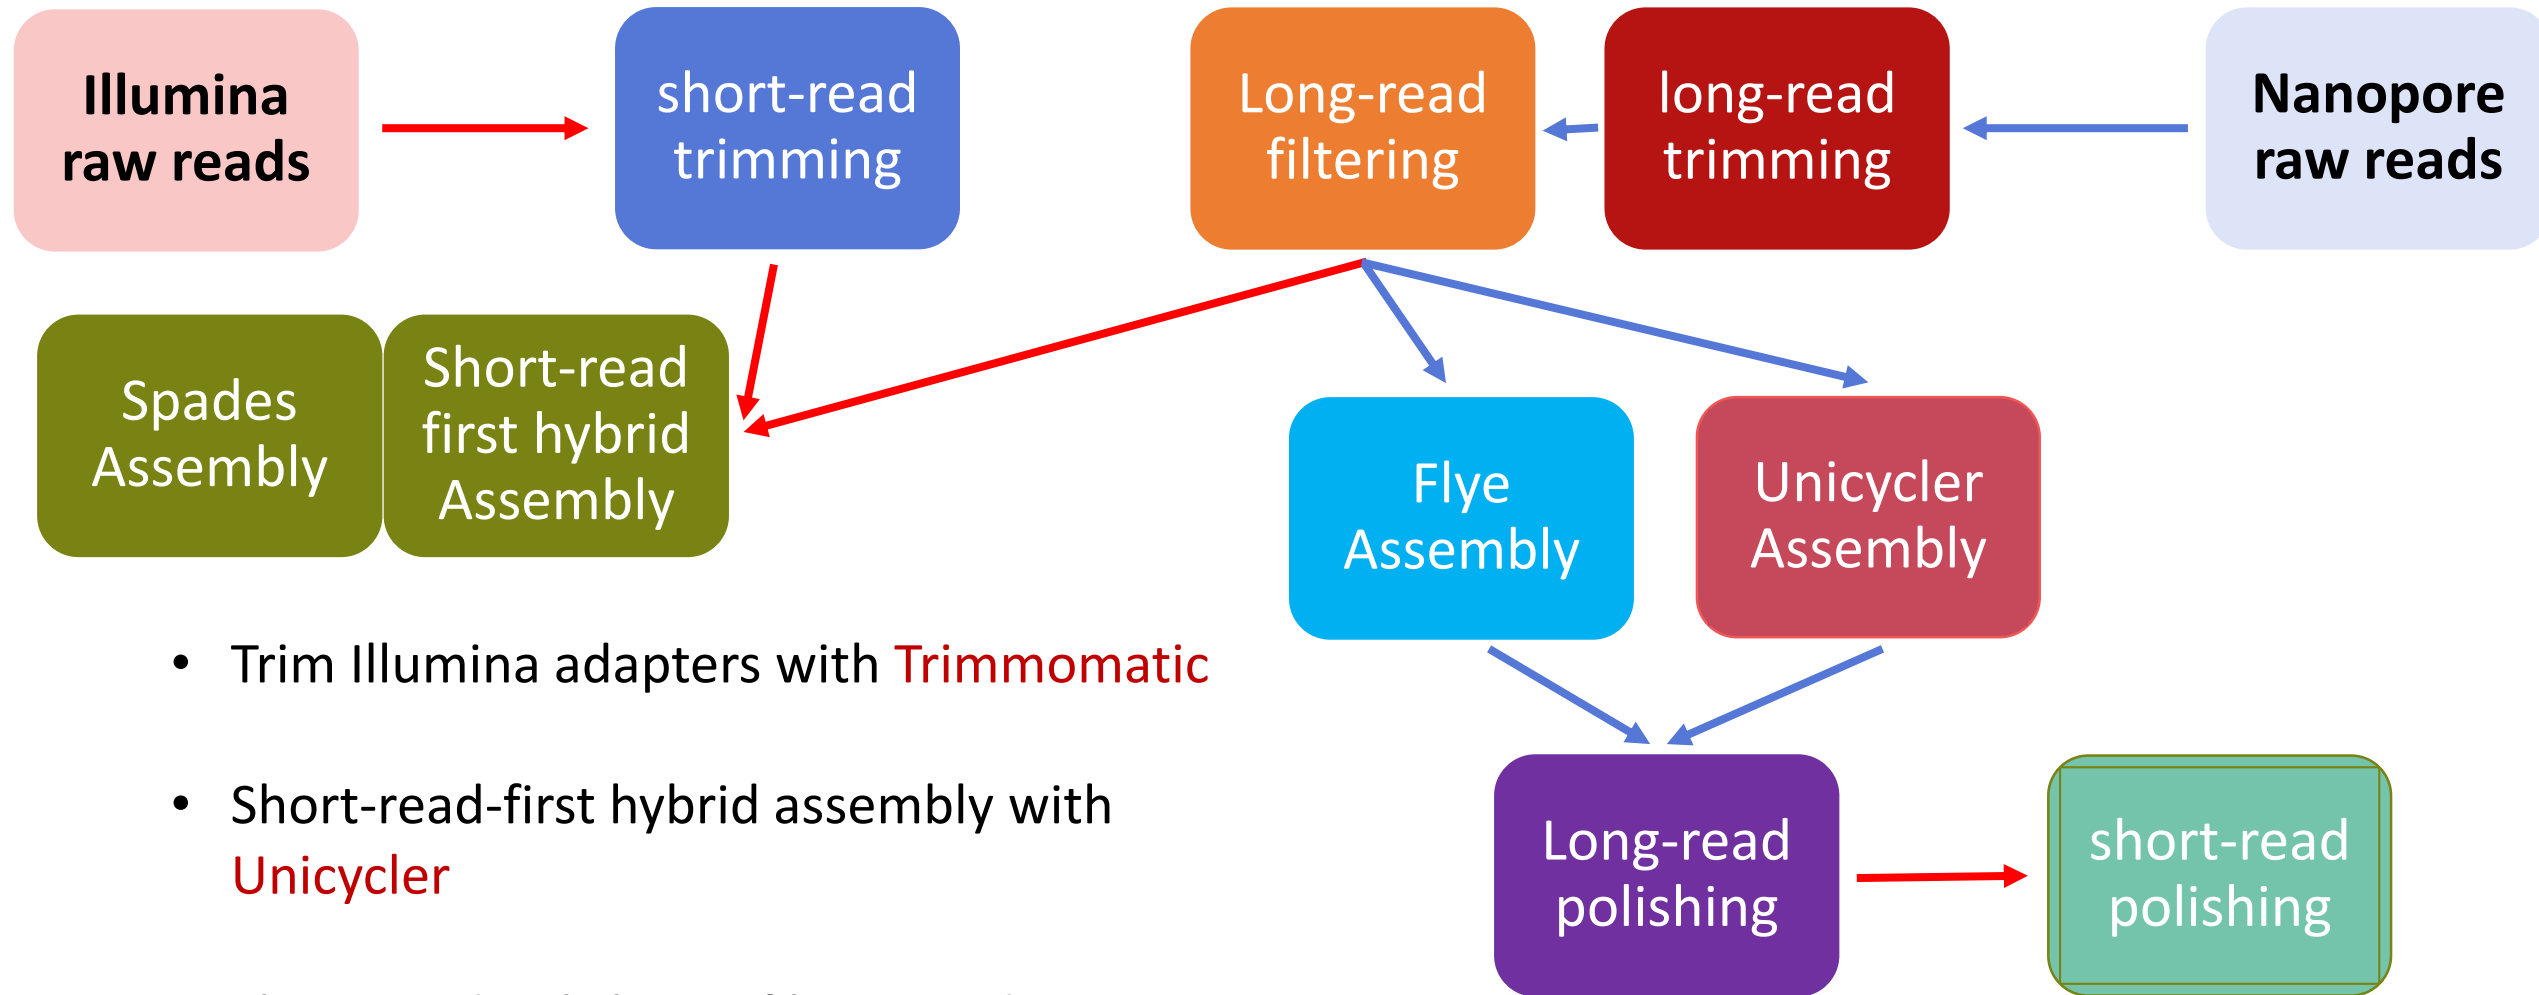 Illumina
raw reads
short-read
trimming
Long-read
filtering
long-read
trimming
Nanopore
raw reads
Spades
Assembly
Short-read
first hybrid
Assembly
Flye
Assembly
Unicycler
Assembly
• Trim Illumina adapters with Trimmomatic
• Short-read-first hybrid assembly with
Unicycler
Long-read
polishing
short-read
polishing